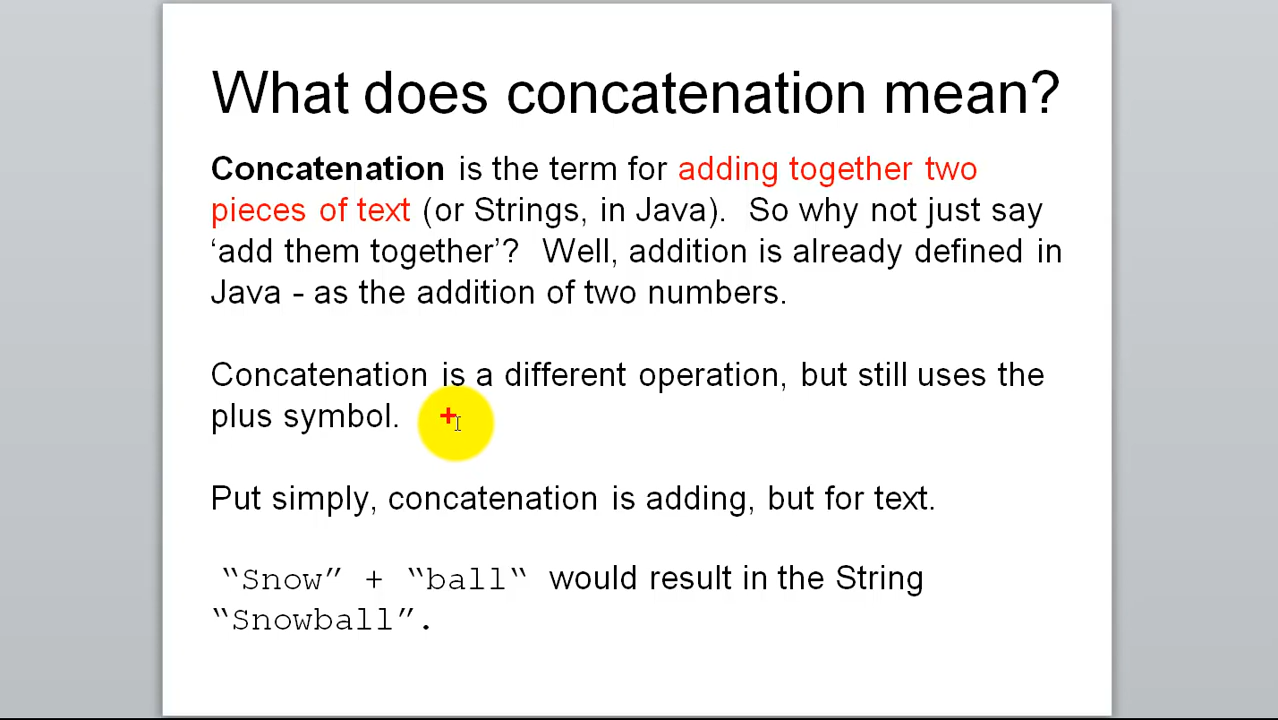 What does concatenation mean?
Concatenation is the term for adding together two
pieces of text (or Strings, in Java). So why not just say
‘add them together’? Well, addition is already defined in
Java - as the addition of two numbers.
Concatenation is a different operation, but still uses the
plus symbol. +
Put simply, concatenation is adding, but for text.
“Snow” + “ball“ would result in the String
“Snowball”.